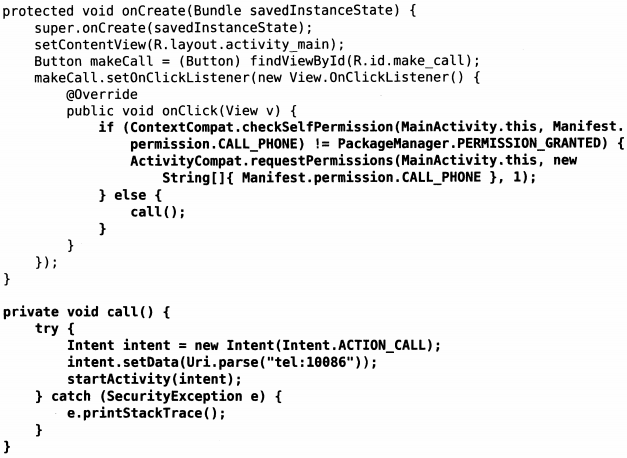 protected void onCreate(Bundle savedInstanceState) {
    super.onCreate(savedInstanceState);
    setContentView(R.layout.activity_main);
    Button makeCall = (Button) findViewById(R.id.make_call);
    makeCall.setOnClickListener(new View.OnClickListener() {
        @Override
        public void onClick(View v) {
            if (ContextCompat.checkSelfPermission(MainActivity.this, Manifest.
                permission.CALL_PHONE) != PackageManager.PERMISSION_GRANTED) {
                ActivityCompat.requestPermissions(MainActivity.this, new
                    String[]{ Manifest.permission.CALL_PHONE }, 1);
            } else {
                call();
            }
        }
    });
}

private void call() {
    try {
        Intent intent = new Intent(Intent.ACTION_CALL);
        intent.setData(Uri.parse("tel:10086"));
        startActivity(intent);
    } catch (SecurityException e) {
        e.printStackTrace();
    }
}